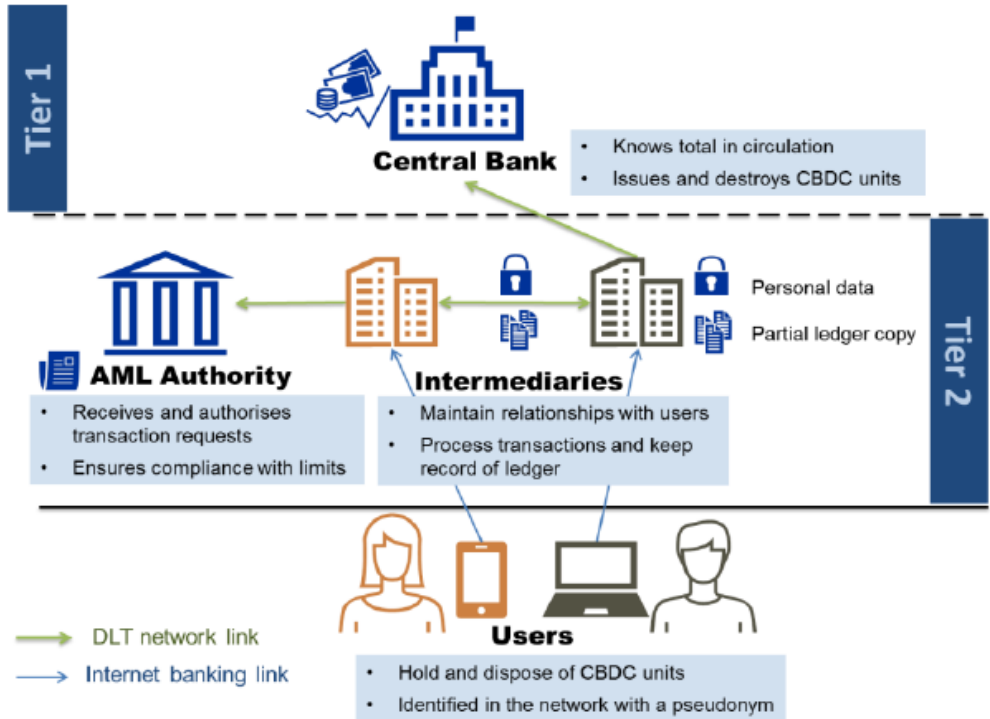 Tier 1
Central Bank
• Knows total in circulation
• Issues and destroys CBDC units
Tier 2
Personal data
Partial ledger copy
AML Authority
• Receives and authorises
transaction requests
• Ensures compliance with limits
Intermediaries
• Maintain relationships with users
• Process transactions and keep
record of ledger
Users
• Hold and dispose of CBDC units
• Identified in the network with a pseudonym
DLT network link
Internet banking link